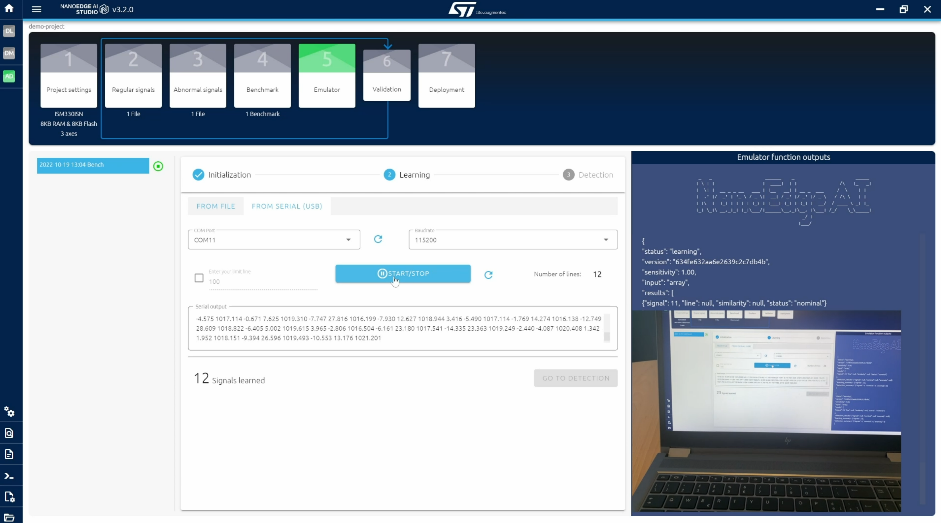 NANOEDGE AI
STUDIO
v3.2.0
ST
life.augmented
demo-project
DL
DM
1
2
3
4
5
6
7
Project settings
Regular signals
Abnormal signals
Benchmark
Emulator
Validation
Deployment
ISM330ISN
8KB RAM & 8KB Flash
3 axes
1 File
1 File
1 Benchmark
2022-10-19 13:04 Bench
Initialization
2
Learning
3
Detection
FROM FILE
FROM SERIAL (USB)
COM11
115200
100
START/STOP
Number of lines:
12
Serial output
-4.575 1017.114 -0.671 7.625 1019.310 -7.747 27.816 1016.199 -7.930 12.627 1018.944 3.416 -5.490 1017.114 -1.769 14.274 1016.138 -12.749
28.609 1018.822 -6.405 5.002 1019.615 3.965 -2.806 1016.504 -6.161 23.180 1017.541 -14.335 23.363 1019.249 -2.440 -4.087 1020.408 1.342
1.952 1018.151 -9.394 26.596 1019.493 -10.553 13.176 1021.201
12 Signals learned
GO TO DETECTION
Emulator function outputs
{
"status": "learning",
"version": "634fe632aa6e2639c2c7db4b",
"sensitivity": 1.00,
"input": "array",
"results": [
{"signal": 11, "line": null, "similarity": null, "status": "nominal"}